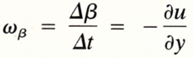 ω_β = Δβ/Δt = −∂u/∂y